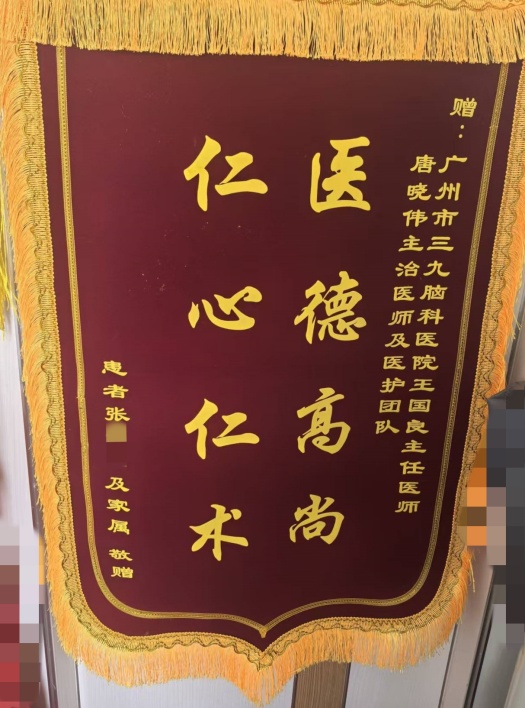 赠：
广州市三九脑科医院王国良主任医师
唐晓伟主治医师及医护团队
医德高尚
仁心仁术
患者张
及家属 敬赠